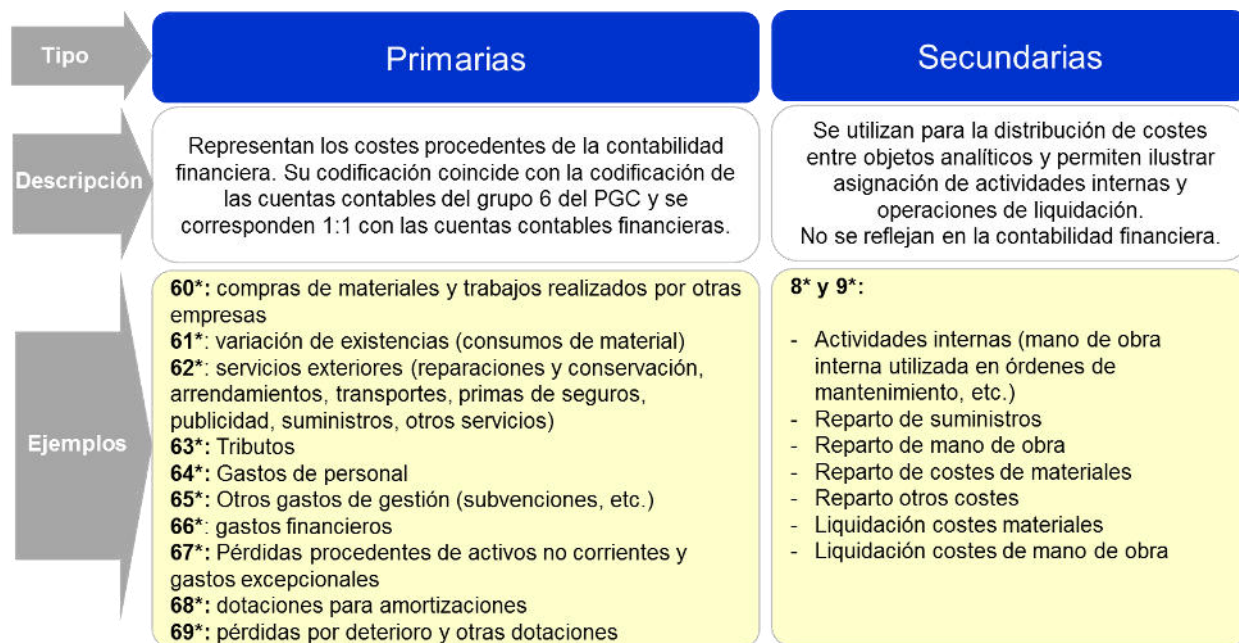 Tipo
Primarias
Secundarias
Descripción
Representan los costes procedentes de la contabilidad
financiera. Su codificación coincide con la codificación de
las cuentas contables del grupo 6 del PGC y se
corresponden 1:1 con las cuentas contables financieras.
Se utilizan para la distribución de costes
entre objetos analíticos y permiten ilustrar
asignación de actividades internas y
operaciones de liquidación.
No se reflejan en la contabilidad financiera.
Ejemplos
60*: compras de materiales y trabajos realizados por otras
empresas
61*: variación de existencias (consumos de material)
62*: servicios exteriores (reparaciones y conservación,
arrendamientos, transportes, primas de seguros,
publicidad, suministros, otros servicios)
63*: Tributos
64*: Gastos de personal
65*: Otros gastos de gestión (subvenciones, etc.)
66*: gastos financieros
67*: Pérdidas procedentes de activos no corrientes y
gastos excepcionales
68*: dotaciones para amortizaciones
69*: pérdidas por deterioro y otras dotaciones
8* y 9*:
- Actividades internas (mano de obra
interna utilizada en órdenes de
mantenimiento, etc.)
- Reparto de suministros
- Reparto de mano de obra
- Reparto de costes de materiales
- Reparto otros costes
- Liquidación costes materiales
- Liquidación costes de mano de obra